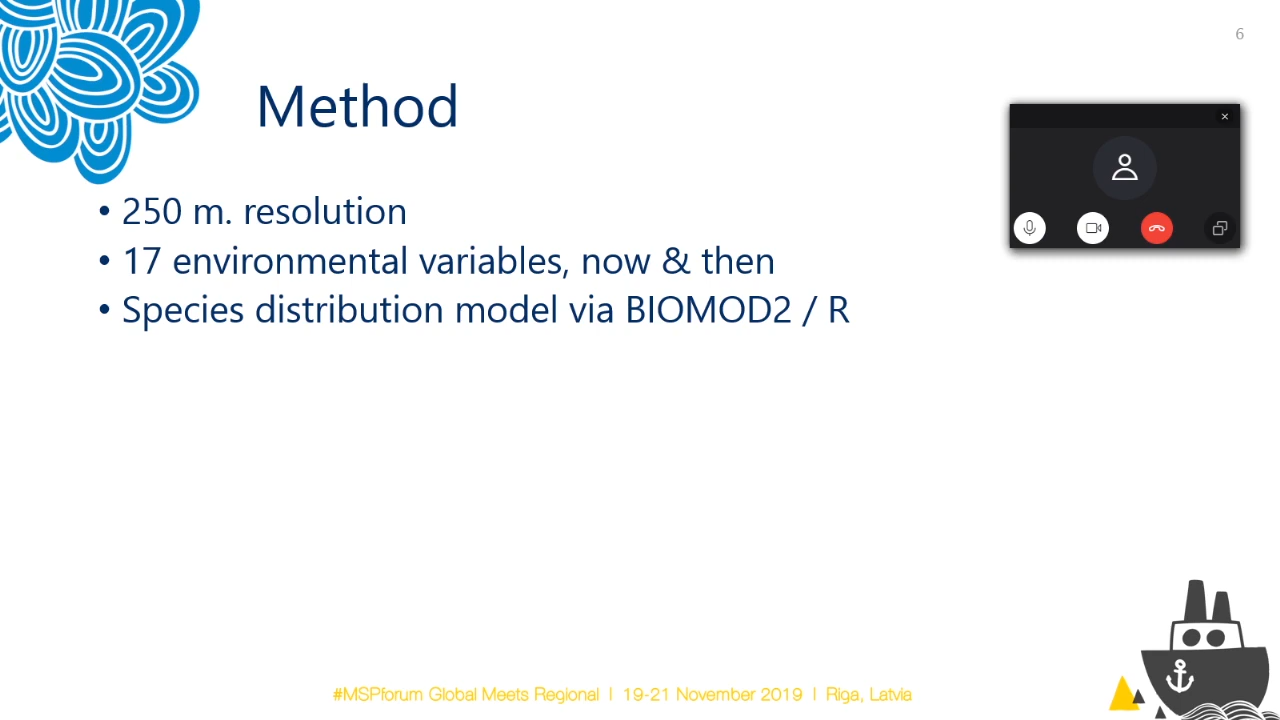 6
Method
• 250 m. resolution
• 17 environmental variables, now & then
• Species distribution model via BIOMOD2 / R
#MSPforum Global Meets Regional | 19-21 November 2019 | Riga, Latvia